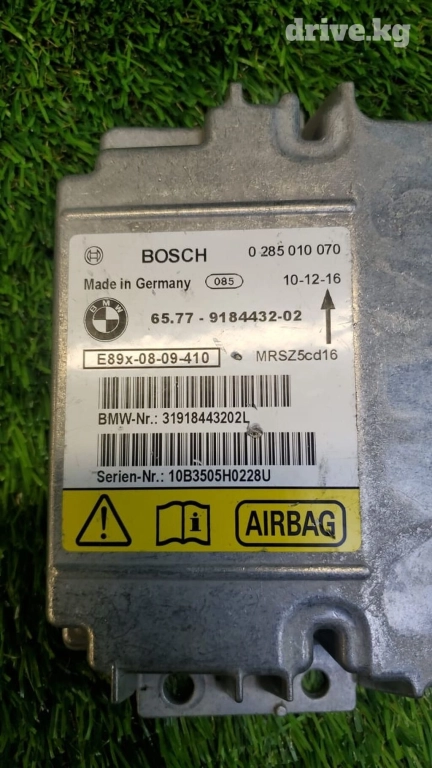 drive.kg
BOSCH 0 285 010 070
Made in Germany 085 10-12-16
BMW 65.77 - 9184432-02
E89x-08-09-410 MRSZ5cd16
BMW-Nr.: 31918443202L
Serien-Nr.: 10B3505H0228U
AIRBAG